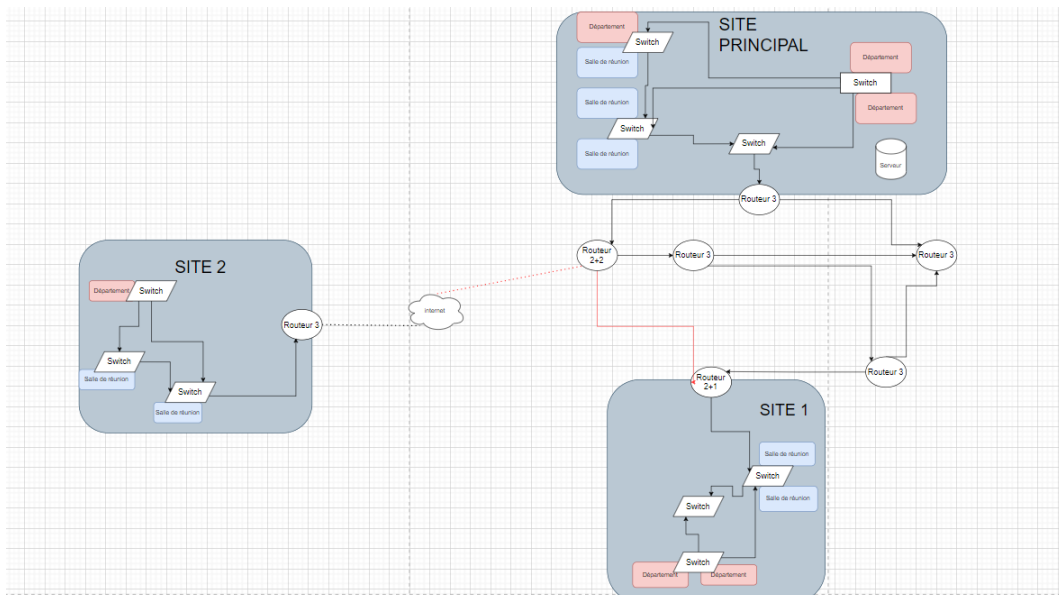 SITE
PRINCIPAL
Département
Switch
Salle de réunion
Département
Switch
Département
Salle de réunion
Switch
Switch
Salle de réunion
Serveur
Routeur 3
Routeur
2+2
Routeur 3
Routeur 3
SITE 2
Département
Switch
internet
Routeur 3
Switch
Salle de réunion
Switch
Salle de réunion
Routeur 3
Routeur
2+1
SITE 1
Salle de réunion
Switch
Salle de réunion
Switch
Switch
Département
Département